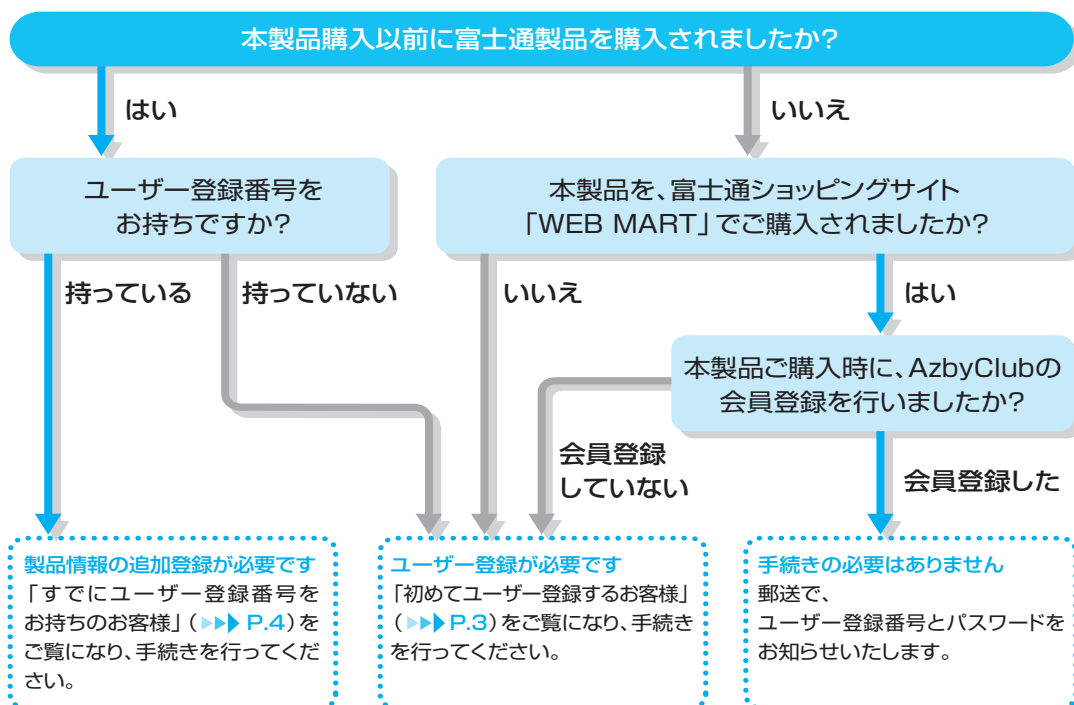 本製品購入以前に富士通製品を購入されましたか?
はい
いいえ
ユーザー登録番号を
お持ちですか?
本製品を、富士通ショッピングサイト
「WEB MART」でご購入されましたか?
持っている
持っていない
いいえ
はい
本製品ご購入時に、AzbyClubの
会員登録を行いましたか?
会員登録
していない
会員登録した
製品情報の追加登録が必要です
「すでにユーザー登録番号を
お持ちのお客様」(▶▶▶ P.4)を
ご覧になり、手続きを行ってくだ
さい。
ユーザー登録が必要です
「初めてユーザー登録するお客様」
(▶▶▶ P.3)をご覧になり、手続き
を行ってください。
手続きの必要はありません
郵送で、
ユーザー登録番号とパスワードを
お知らせいたします。